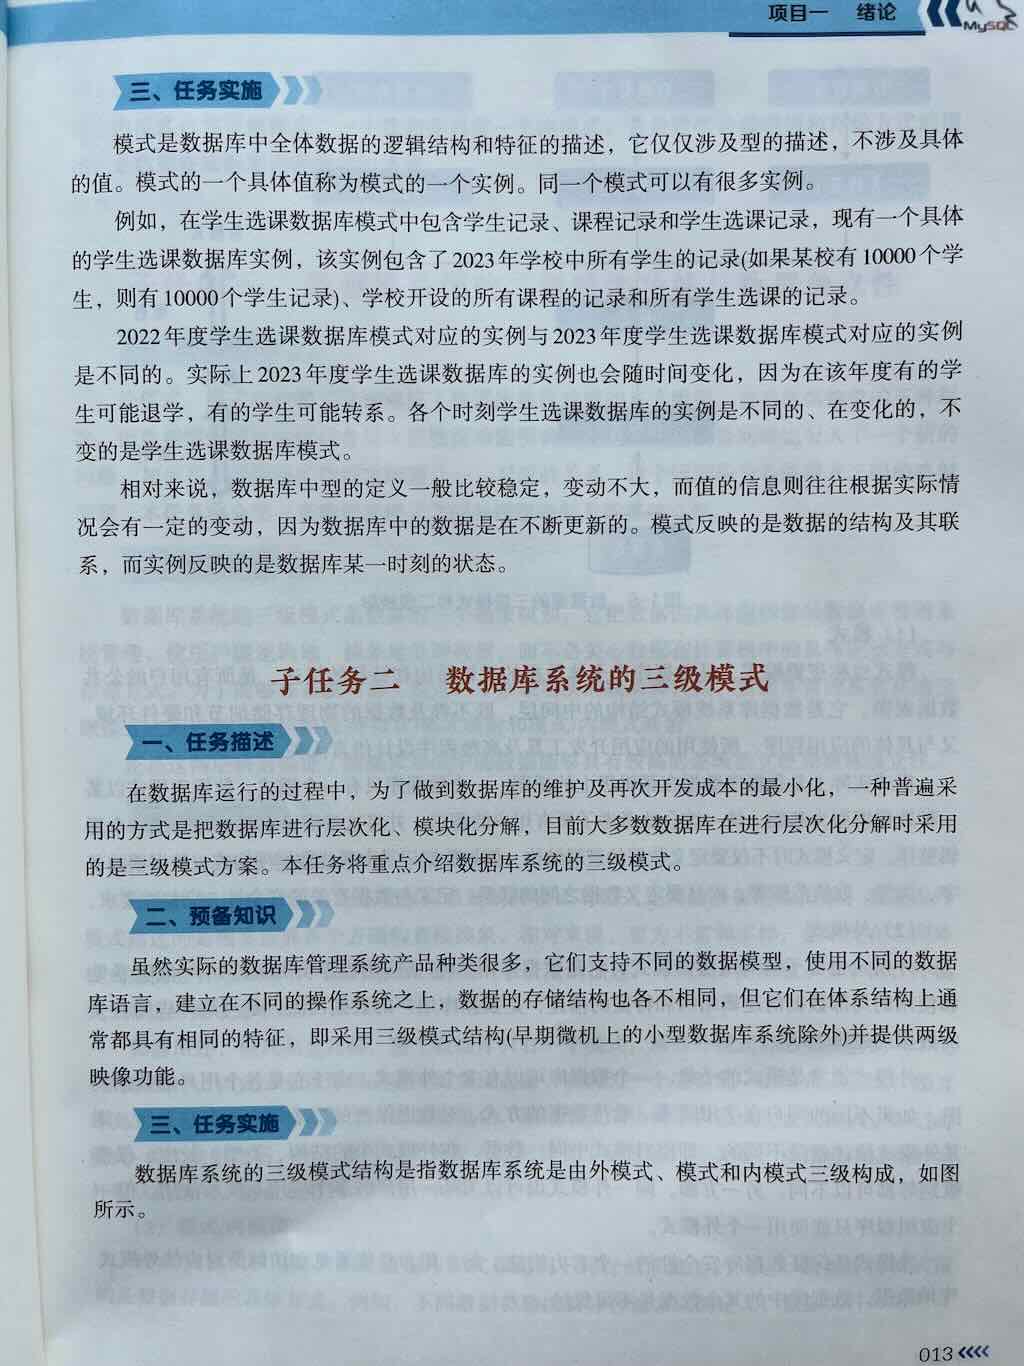 项目一 绪论
MySQL
三、任务实施
模式是数据库中全体数据的逻辑结构和特征的描述，它仅仅涉及型的描述，不涉及具体
的值。模式的一个具体值称为模式的一个实例。同一个模式可以有很多实例。
例如，在学生选课数据库模式中包含学生记录、课程记录和学生选课记录，现有一个具体
的学生选课数据库实例，该实例包含了2023年学校中所有学生的记录(如果某校有10000个学
生，则有10000个学生记录)、学校开设的所有课程的记录和所有学生选课的记录。
2022年度学生选课数据库模式对应的实例与2023年度学生选课数据库模式对应的实例
是不同的。实际上2023年度学生选课数据库的实例也会随时间变化，因为在该年度有的学
生可能退学，有的学生可能转系。各个时刻学生选课数据库的实例是不同的、在变化的，不
变的是学生选课数据库模式。
相对来说，数据库中型的定义一般比较稳定，变动不大，而值的信息则往往根据实际情
况会有一定的变动，因为数据库中的数据是在不断更新的。模式反映的是数据的结构及其联
系，而实例反映的是数据库某一时刻的状态。
子任务二 数据库系统的三级模式
一、任务描述
在数据库运行的过程中，为了做到数据库的维护及再次开发成本的最小化，一种普遍采
用的方式是把数据库进行层次化、模块化分解，目前大多数数据库在进行层次化分解时采用
的是三级模式方案。本任务将重点介绍数据库系统的三级模式。
二、预备知识
虽然实际的数据库管理系统产品种类很多，它们支持不同的数据模型，使用不同的数据
库语言，建立在不同的操作系统之上，数据的存储结构也各不相同，但它们在体系结构上通
常都具有相同的特征，即采用三级模式结构(早期微机上的小型数据库系统除外)并提供两级
映像功能。
三、任务实施
数据库系统的三级模式结构是指数据库系统是由外模式、模式和内模式三级构成，如图
所示。
013